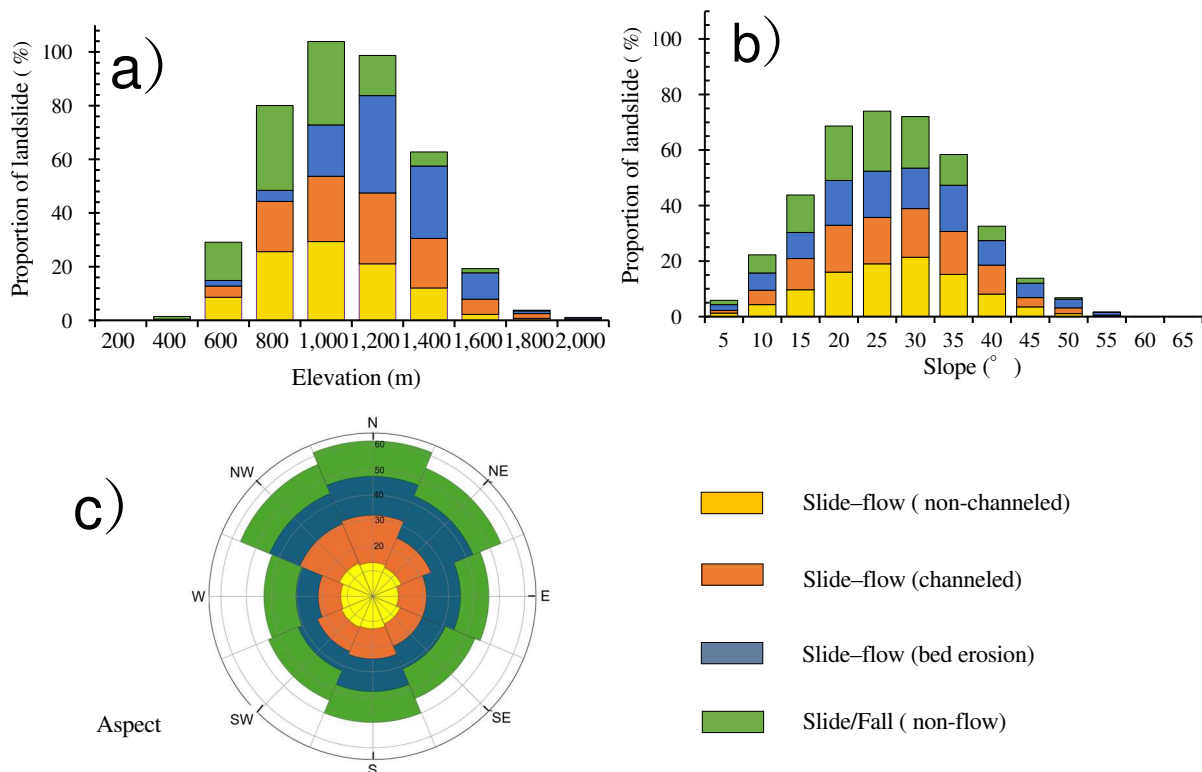 a)
Proportion of landslide ( %)
100
80
60
40
20
0
200 400 600 800 1,000 1,200 1,400 1,600 1,800 2,000
Elevation (m)
b)
Proportion of landslide ( %)
100
80
60
40
20
0
5 10 15 20 25 30 35 40 45 50 55 60 65
Slope (° )
c)
N
NE
E
SE
S
SW
W
NW
60
50
40
30
20
Aspect
Slide–flow ( non-channeled)
Slide–flow (channeled)
Slide–flow (bed erosion)
Slide/Fall ( non-flow)